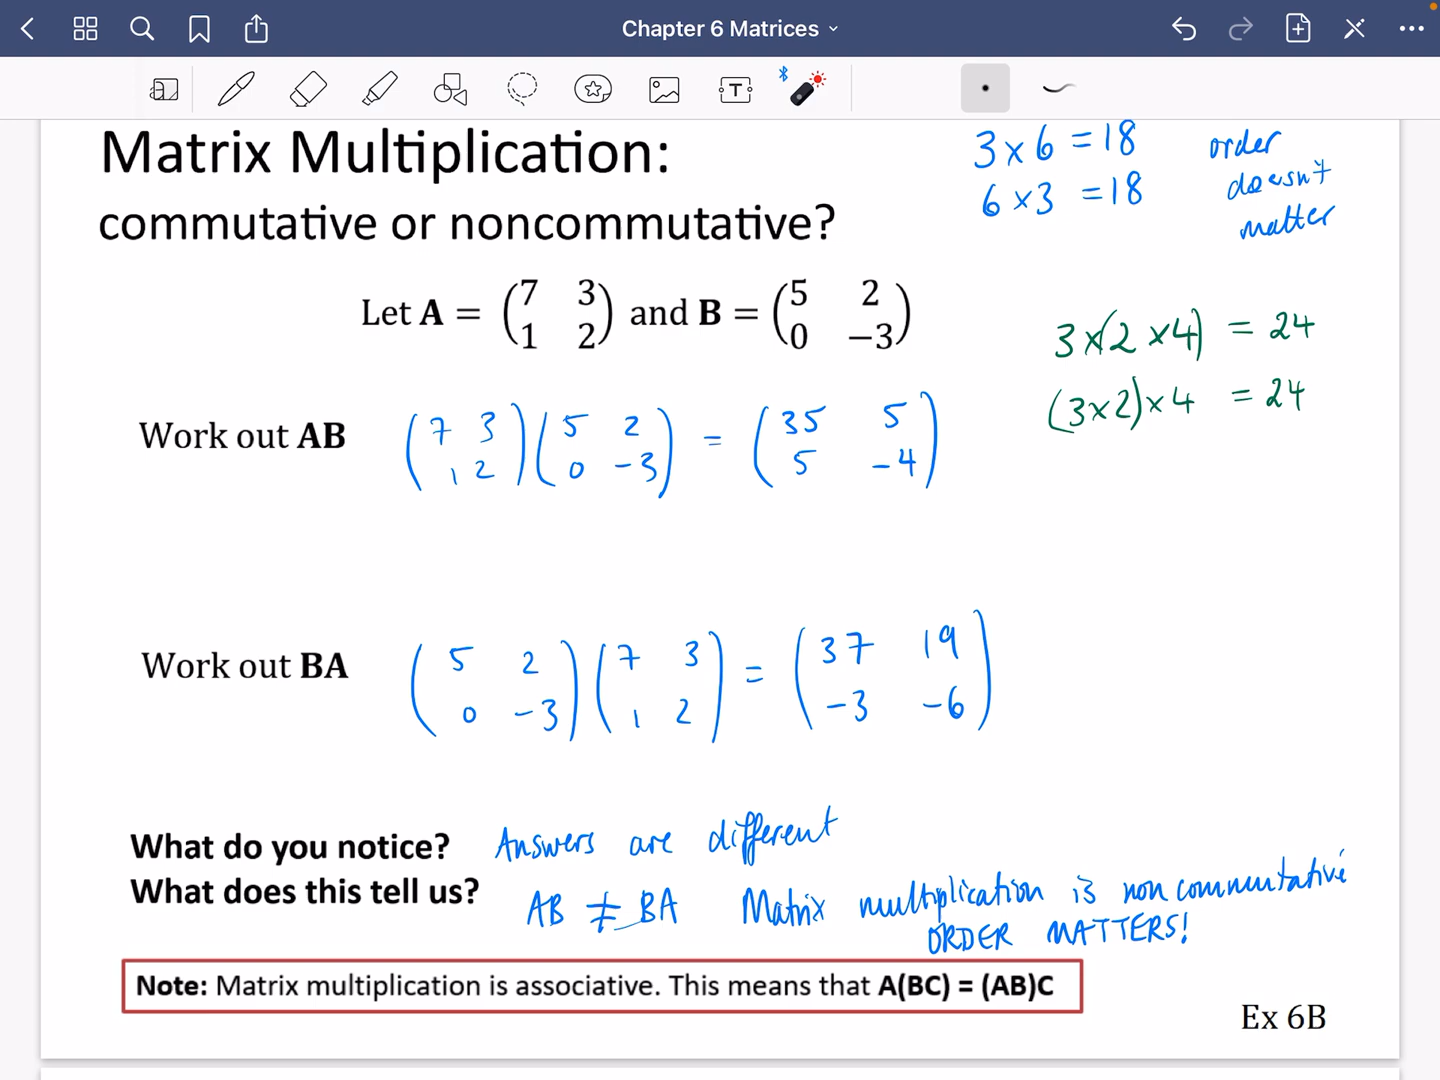 Chapter 6 Matrices
Matrix Multiplication:
commutative or noncommutative?
3 × 6 = 18
6 × 3 = 18
order
doesn't
matter
Let A = (7 3 1 2) and B = (5 2 0 −3)
3×(2 × 4) = 24
(3×2)×4 = 24
Work out AB
(7 3
1 2) (5 2
0 −3) = (35 5
5 −4)
Work out BA
(5 2
0 −3) (7 3
1 2) = (37 19
−3 −6)
What do you notice? Answers are different
What does this tell us? AB ≠ BA Matrix multiplication is non commutative
ORDER MATTERS!
Note: Matrix multiplication is associative. This means that A(BC) = (AB)C
Ex 6B